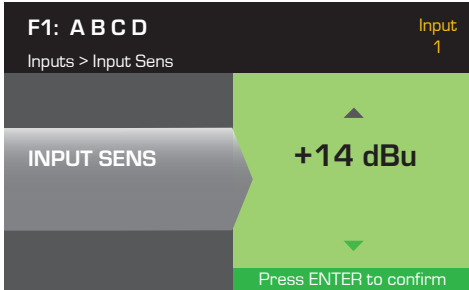 F1: A B C D
Input
1
Inputs > Input Sens
INPUT SENS
+14 dBu
Press ENTER to confirm